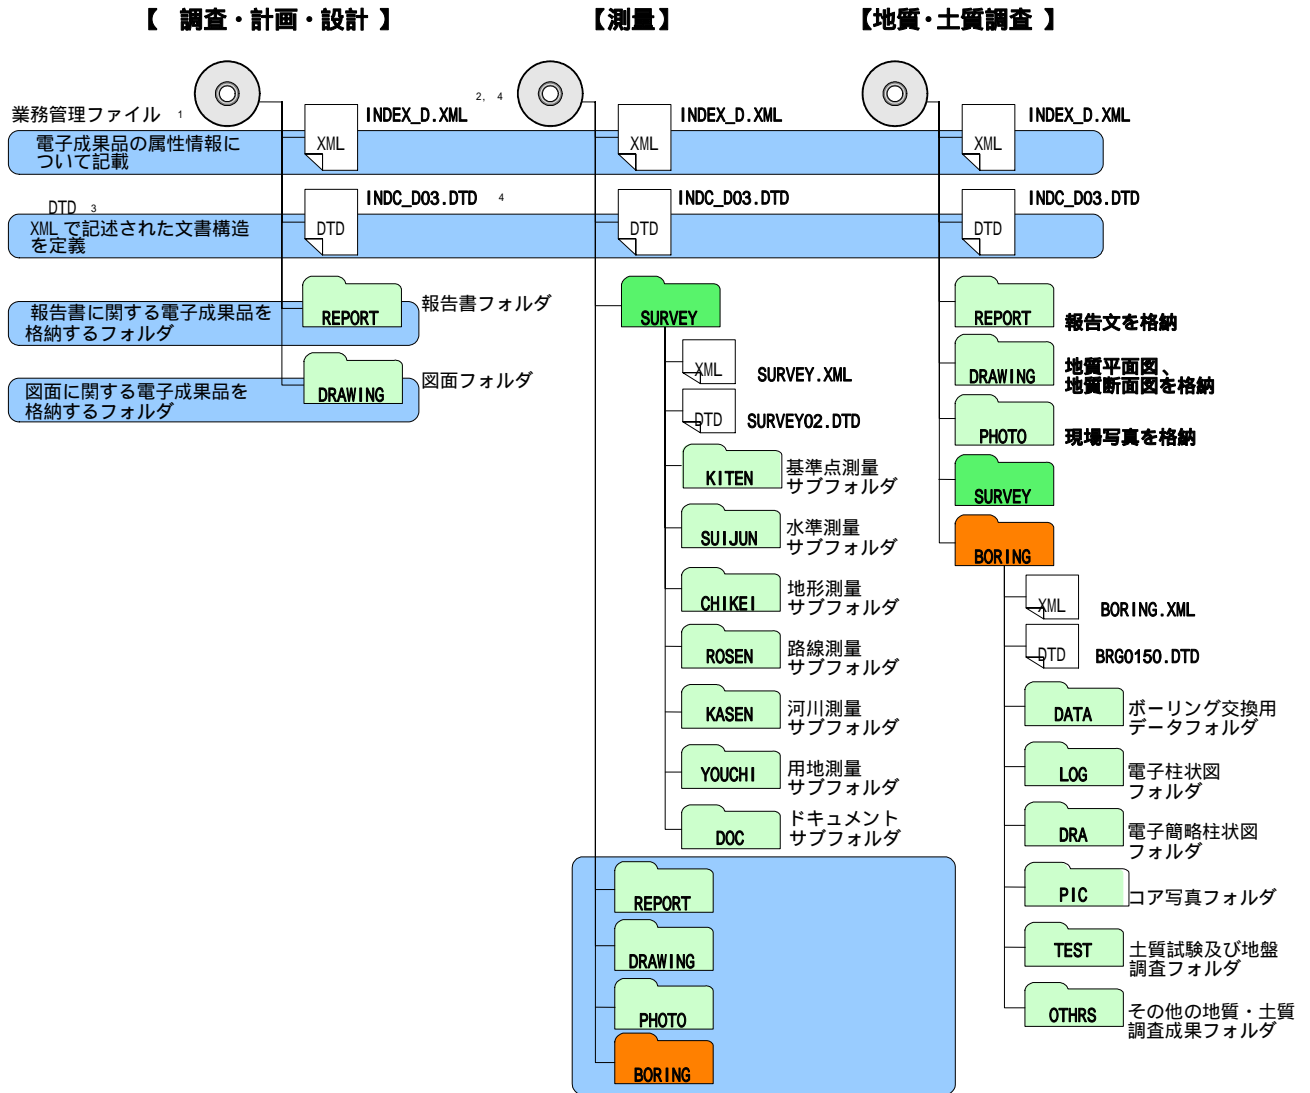 【 調査・計画・設計 】
【測量】
【地質・土質調査 】
業務管理ファイル 1
電子成果品の属性情報に
ついて記載
XML
INDEX_D.XML
2, 4
XML
INDEX_D.XML
XML
INDEX_D.XML
DTD 3
XMLで記述された文書構造
を定義
DTD
INDC_D03.DTD 4
DTD
INDC_D03.DTD
DTD
INDC_D03.DTD
報告書に関する電子成果品を
格納するフォルダ
REPORT
報告書フォルダ
図面に関する電子成果品を
格納するフォルダ
DRAWING
図面フォルダ
SURVEY
XML
SURVEY.XML
DTD
SURVEY02.DTD
KITEN
基準点測量
サブフォルダ
SUIJUN
水準測量
サブフォルダ
CHIKEI
地形測量
サブフォルダ
ROSEN
路線測量
サブフォルダ
KASEN
河川測量
サブフォルダ
YOUCHI
用地測量
サブフォルダ
DOC
ドキュメント
サブフォルダ
REPORT
DRAWING
PHOTO
BORING
REPORT
報告文を格納
DRAWING
地質平面図、
地質断面図を格納
PHOTO
現場写真を格納
SURVEY
BORING
XML
BORING.XML
DTD
BRG0150.DTD
DATA
ボーリング交換用
データフォルダ
LOG
電子柱状図
フォルダ
DRA
電子簡略柱状図
フォルダ
PIC
コア写真フォルダ
TEST
土質試験及び地盤
調査フォルダ
OTHRS
その他の地質・土質
調査成果フォルダ